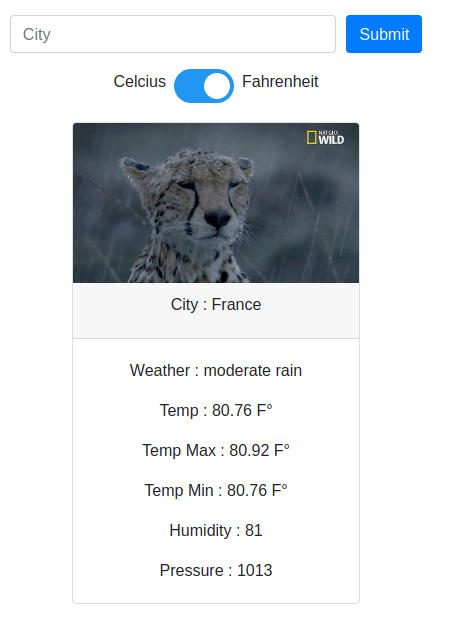 City
Submit
Celcius
Fahrenheit
NAT GEO
WILD
City : France
Weather : moderate rain
Temp : 80.76 F°
Temp Max : 80.92 F°
Temp Min : 80.76 F°
Humidity : 81
Pressure : 1013